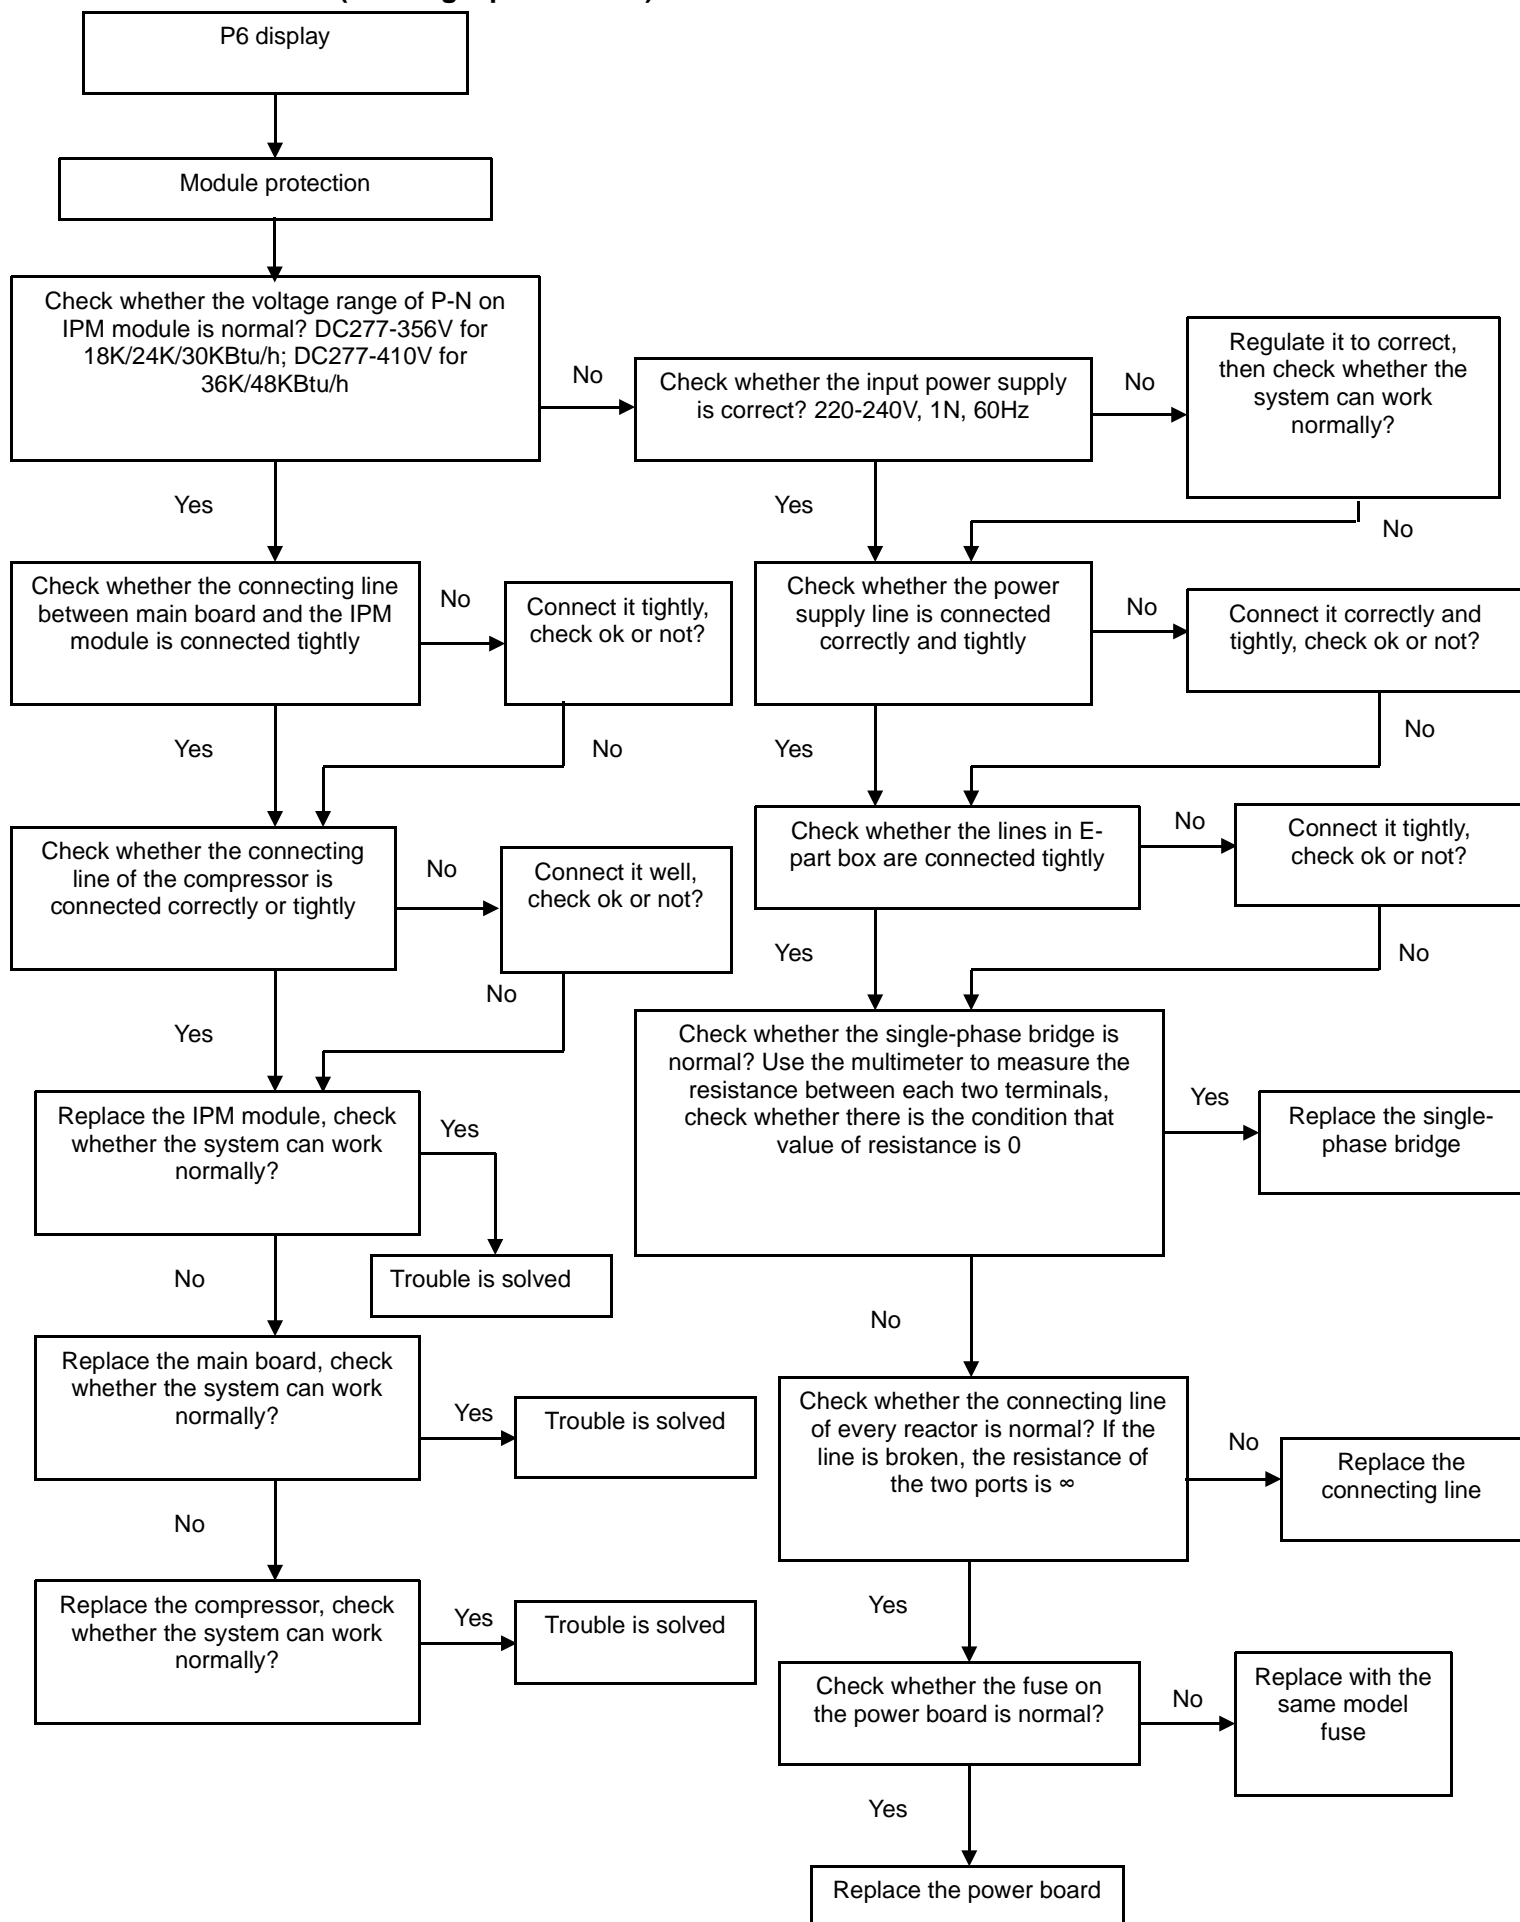 P6 display
Module protection
Check whether the voltage range of P-N on
IPM module is normal? DC277-356V for
18K/24K/30KBtu/h; DC277-410V for
36K/48KBtu/h
No
Check whether the input power supply
is correct? 220-240V, 1N, 60Hz
No
Regulate it to correct,
then check whether the
system can work
normally?
Yes
Yes
No
Check whether the connecting line
between main board and the IPM
module is connected tightly
No
Connect it tightly,
check ok or not?
Check whether the power
supply line is connected
correctly and tightly
No
Connect it correctly and
tightly, check ok or not?
Yes
No
Yes
No
Check whether the connecting
line of the compressor is
connected correctly or tightly
No
Connect it well,
check ok or not?
Check whether the lines in E-
part box are connected tightly
No
Connect it tightly,
check ok or not?
Yes
No
Yes
No
Replace the IPM module, check
whether the system can work
normally?
Yes
Trouble is solved
Check whether the single-phase bridge is
normal? Use the multimeter to measure the
resistance between each two terminals,
check whether there is the condition that
value of resistance is 0
Yes
Replace the single-
phase bridge
No
No
Replace the main board, check
whether the system can work
normally?
Yes
Trouble is solved
Check whether the connecting line
of every reactor is normal? If the
line is broken, the resistance of
the two ports is ∞
No
Replace the
connecting line
No
Yes
Replace the compressor, check
whether the system can work
normally?
Yes
Trouble is solved
Check whether the fuse on
the power board is normal?
No
Replace with the
same model
fuse
Yes
Replace the power board